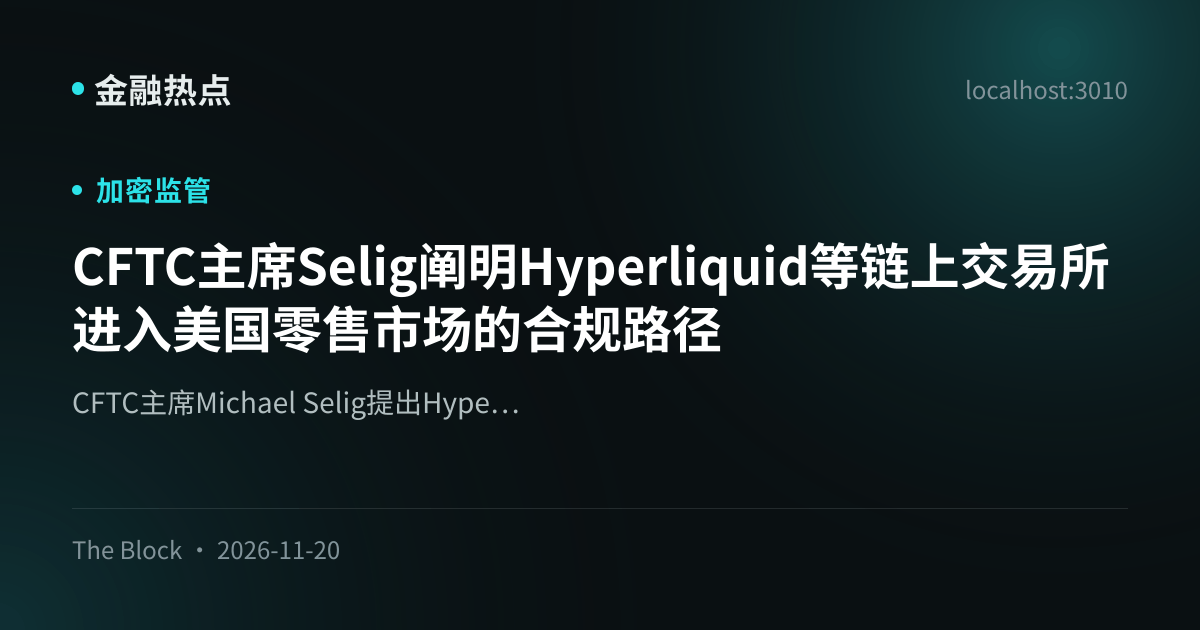 金融热点
localhost:3010
加密监管
CFTC主席Selig阐明Hyperliquid等链上交易所
进入美国零售市场的合规路径
CFTC主席Michael Selig提出Hype…
The Block · 2026-11-20